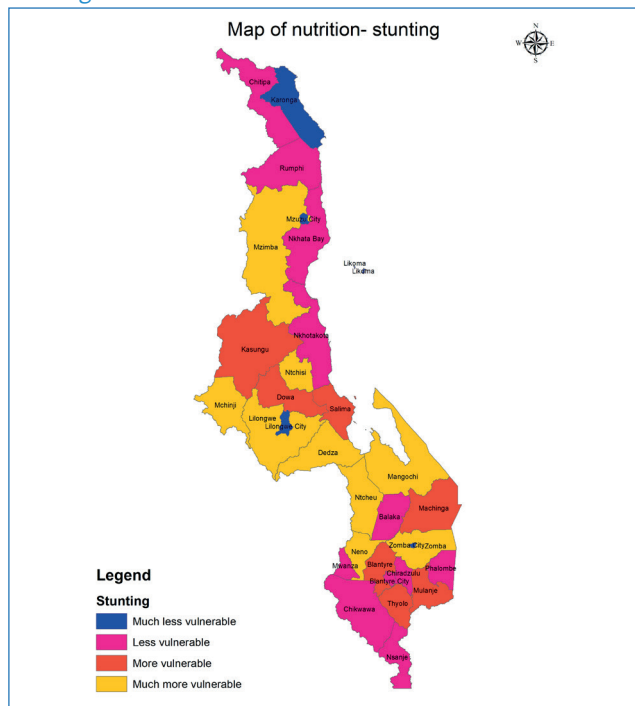 Map of nutrition- stunting
N
W
E
S
Chitipa
Karonga
Rumphi
Mzuzu City
Nkhata Bay
Mzimba
Likoma
Likoma
Nkhotakota
Kasungu
Ntchisi
Dowa
Mchinji
Salima
Lilongwe
Lilongwe City
Dedza
Mangochi
Ntcheu
Machinga
Balaka
Zomba City
Zomba
Neno
Blantyre
Phalombe
Mwanza
Chiradzulu
Blantyre City
Mulanje
Thyolo
Chikwawa
Nsanje
Legend
Stunting
Much less vulnerable
Less vulnerable
More vulnerable
Much more vulnerable